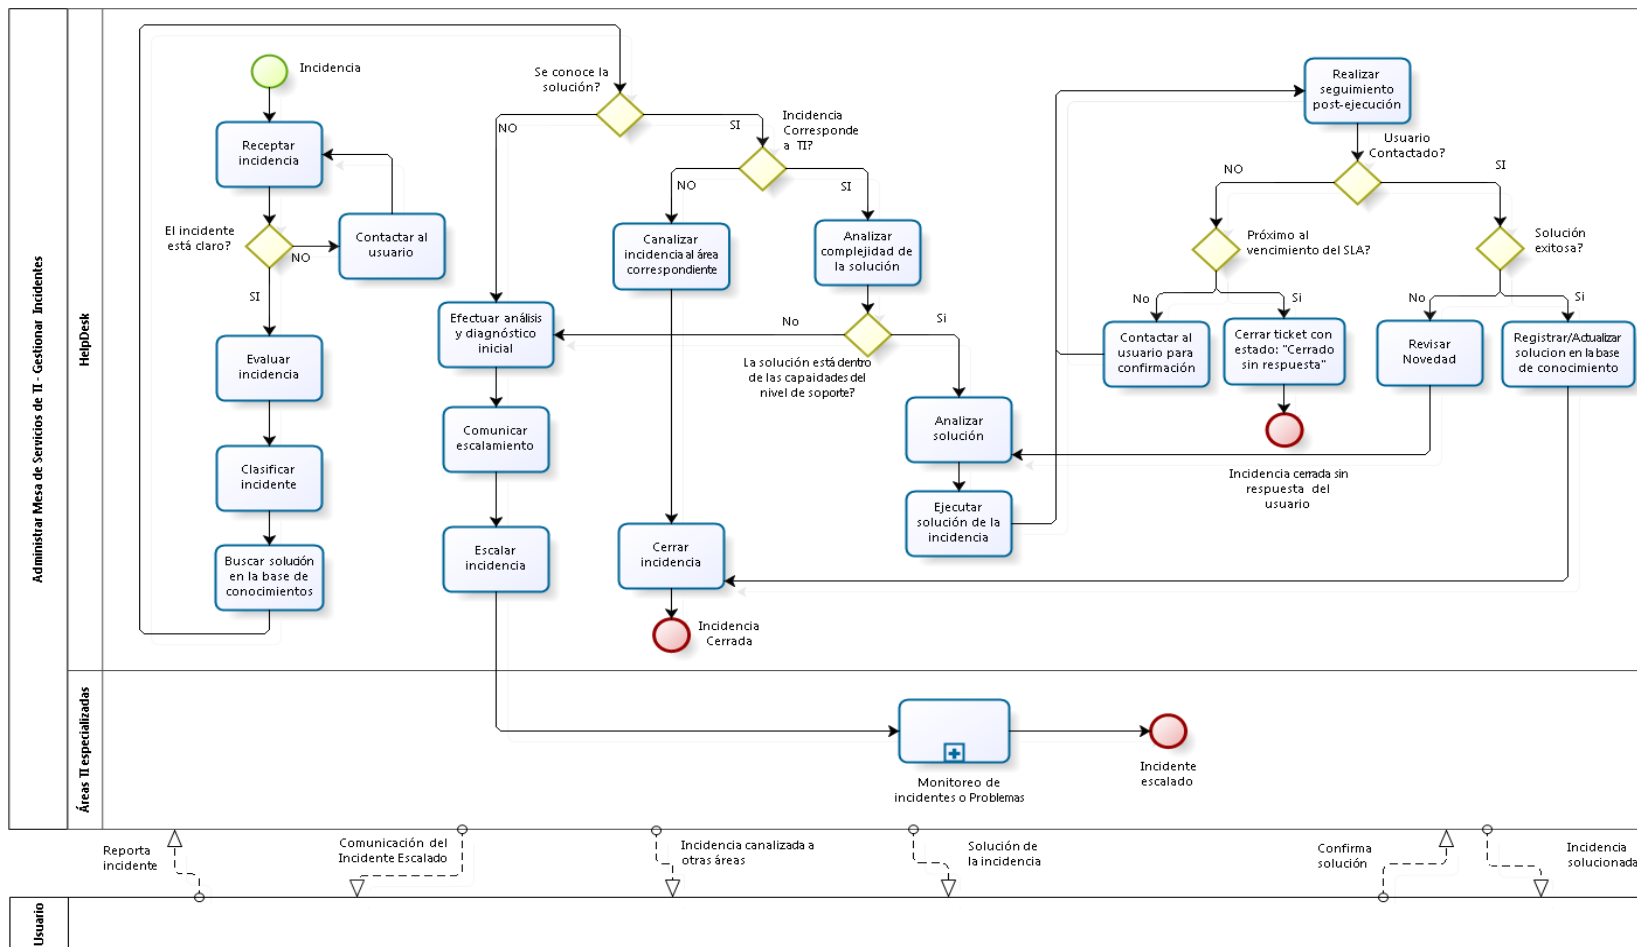 Administrar Mesa de Servicios de TI - Gestionar Incidentes
HelpDesk
Incidencia
Receptar
incidencia
El incidente
está claro?
NO
Contactar al
usuario
SI
Evaluar
incidencia
Clasificar
incidente
Buscar solución
en la base de
conocimientos
Se conoce la
solución?
NO
SI
Incidencia
Corresponde
a TI?
NO
SI
Canalizar
incidencia al área
correspondiente
Analizar
complejidad de
la solución
Efectuar análisis
y diagnóstico
inicial
No
Si
La solución está dentro
de las capaidades del
nivel de soporte?
Comunicar
escalamiento
Escalar
incidencia
Analizar
solución
Ejecutar
solución de la
incidencia
Cerrar
incidencia
Incidencia
Cerrada
Realizar
seguimiento
post-ejecución
Usuario
Contactado?
NO
SI
Próximo al
vencimiento del SLA?
Solución
exitosa?
No
Si
No
Si
Contactar al
usuario para
confirmación
Cerrar ticket con
estado: "Cerrado
sin respuesta"
Revisar
Novedad
Registrar/Actualizar
solucion en la base
de conocimiento
Incidencia cerrada sin
respuesta del
usuario
Áreas TI especializadas
Monitoreo de
incidentes o Problemas
Incidente
escalado
Reporta
incidente
Comunicación del
Incidente Escalado
Incidencia canalizada a
otras áreas
Solución de
la incidencia
Confirma
solución
Incidencia
solucionada
Usuario